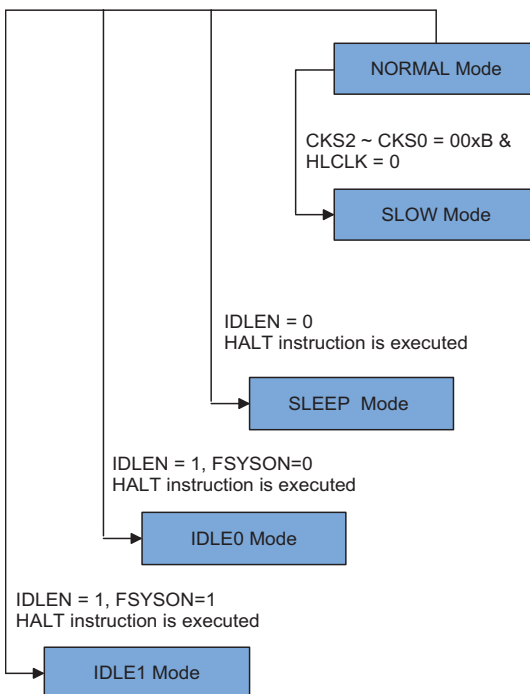 NORMAL Mode
CKS2 ~ CKS0 = 00xB &
HLCLK = 0
SLOW Mode
IDLEN = 0
HALT instruction is executed
SLEEP Mode
IDLEN = 1, FSYSON=0
HALT instruction is executed
IDLE0 Mode
IDLEN = 1, FSYSON=1
HALT instruction is executed
IDLE1 Mode